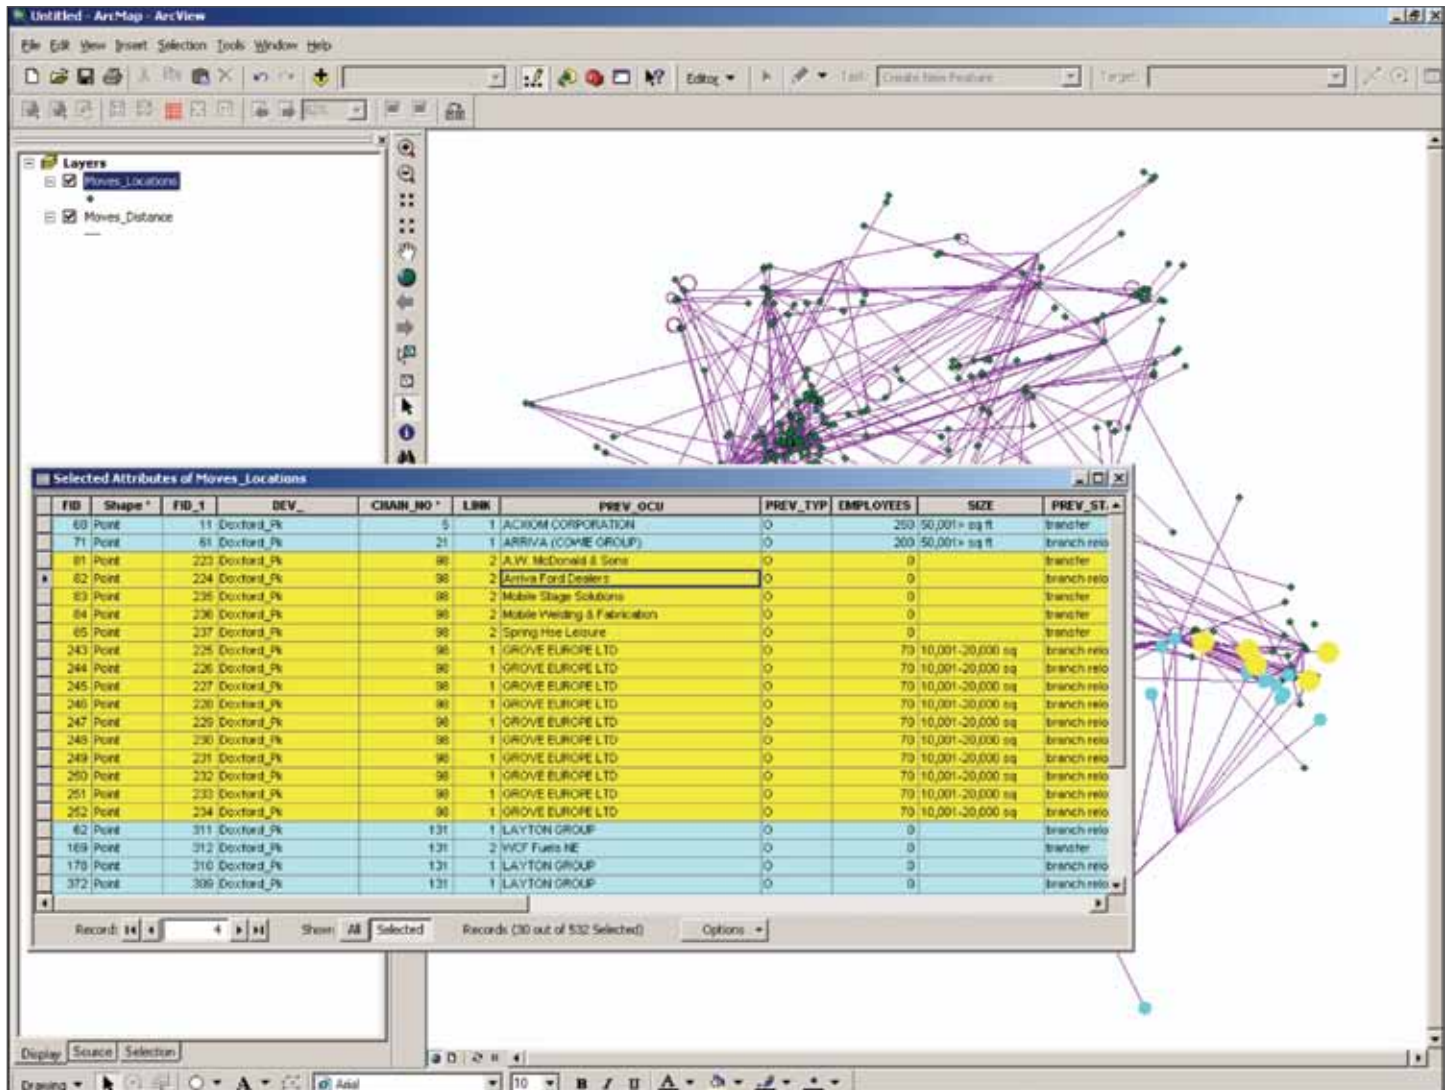 Untitled - ArcMap - ArcView
File Edit View Insert Selection Tools Window Help
Editor Task: Create New Feature Target:
Layers
Moves_Locations
Moves_Distance
Selected Attributes of Moves_Locations
FID Shape * FID_1 DEV_ CHAIN_NO * LINK PREV_OCU PREV_TYP EMPLOYEES SIZE PREV_ST
68 Point 11 Doxford_Pk 5 1 ACXIOM CORPORATION O 250 50,001> sq ft transfer
71 Point 61 Doxford_Pk 21 1 ARRIVA (COWIE GROUP) O 200 50,001> sq ft branch relo
81 Point 223 Doxford_Pk 98 2 A.W. McDonald & Sons O 0 transfer
82 Point 224 Doxford_Pk 98 2 Arriva Ford Dealers O 0 branch relo
83 Point 235 Doxford_Pk 98 2 Mobile Stage Solutions O 0 transfer
84 Point 236 Doxford_Pk 98 2 Mobile Welding & Fabrication O 0 transfer
85 Point 237 Doxford_Pk 98 2 Spring Hse Leisure O 0 transfer
243 Point 225 Doxford_Pk 98 1 GROVE EUROPE LTD O 70 10,001-20,000 sq branch relo
244 Point 226 Doxford_Pk 98 1 GROVE EUROPE LTD O 70 10,001-20,000 sq branch relo
245 Point 227 Doxford_Pk 98 1 GROVE EUROPE LTD O 70 10,001-20,000 sq branch relo
246 Point 228 Doxford_Pk 98 1 GROVE EUROPE LTD O 70 10,001-20,000 sq branch relo
247 Point 229 Doxford_Pk 98 1 GROVE EUROPE LTD O 70 10,001-20,000 sq branch relo
248 Point 230 Doxford_Pk 98 1 GROVE EUROPE LTD O 70 10,001-20,000 sq branch relo
249 Point 231 Doxford_Pk 98 1 GROVE EUROPE LTD O 70 10,001-20,000 sq branch relo
250 Point 232 Doxford_Pk 98 1 GROVE EUROPE LTD O 70 10,001-20,000 sq branch relo
251 Point 233 Doxford_Pk 98 1 GROVE EUROPE LTD O 70 10,001-20,000 sq branch relo
252 Point 234 Doxford_Pk 98 1 GROVE EUROPE LTD O 70 10,001-20,000 sq branch relo
62 Point 311 Doxford_Pk 131 1 LAYTON GROUP O 0 branch relo
169 Point 312 Doxford_Pk 131 2 WCF Fuels NE O 0 transfer
178 Point 310 Doxford_Pk 131 1 LAYTON GROUP O 0 branch relo
372 Point 309 Doxford_Pk 131 1 LAYTON GROUP O 0 branch relo
Record: 4 Show: All Selected Records (30 out of 532 Selected) Options
Display Source Selection
Drawing A Arial 10 B I U A